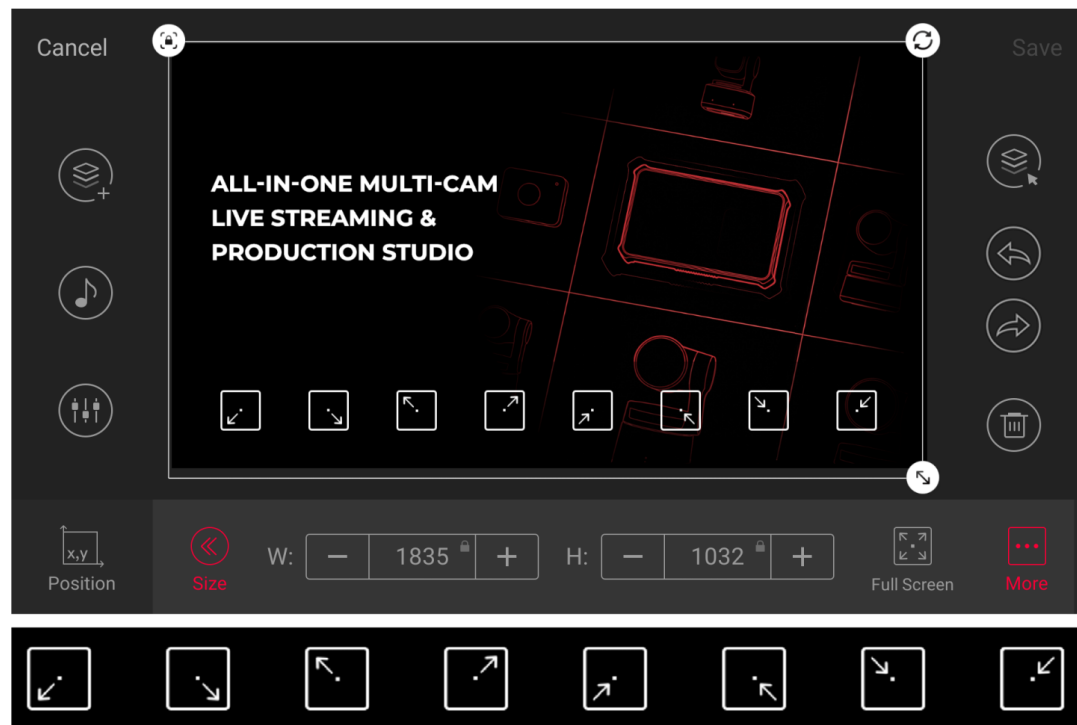 Cancel
Save
ALL-IN-ONE MULTI-CAM
LIVE STREAMING &
PRODUCTION STUDIO
x,y
Position
Size
W: − 1835 +
H: − 1032 +
Full Screen
More